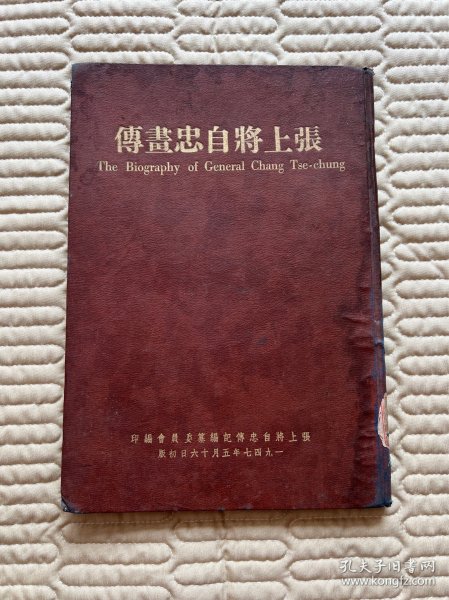 張上將自忠畫傳
The Biography of General Chang Tse-chung
張上將自忠傳記編纂委員會編印
一九四七年五月十六日初版
孔夫子旧书网
www.kongfz.com